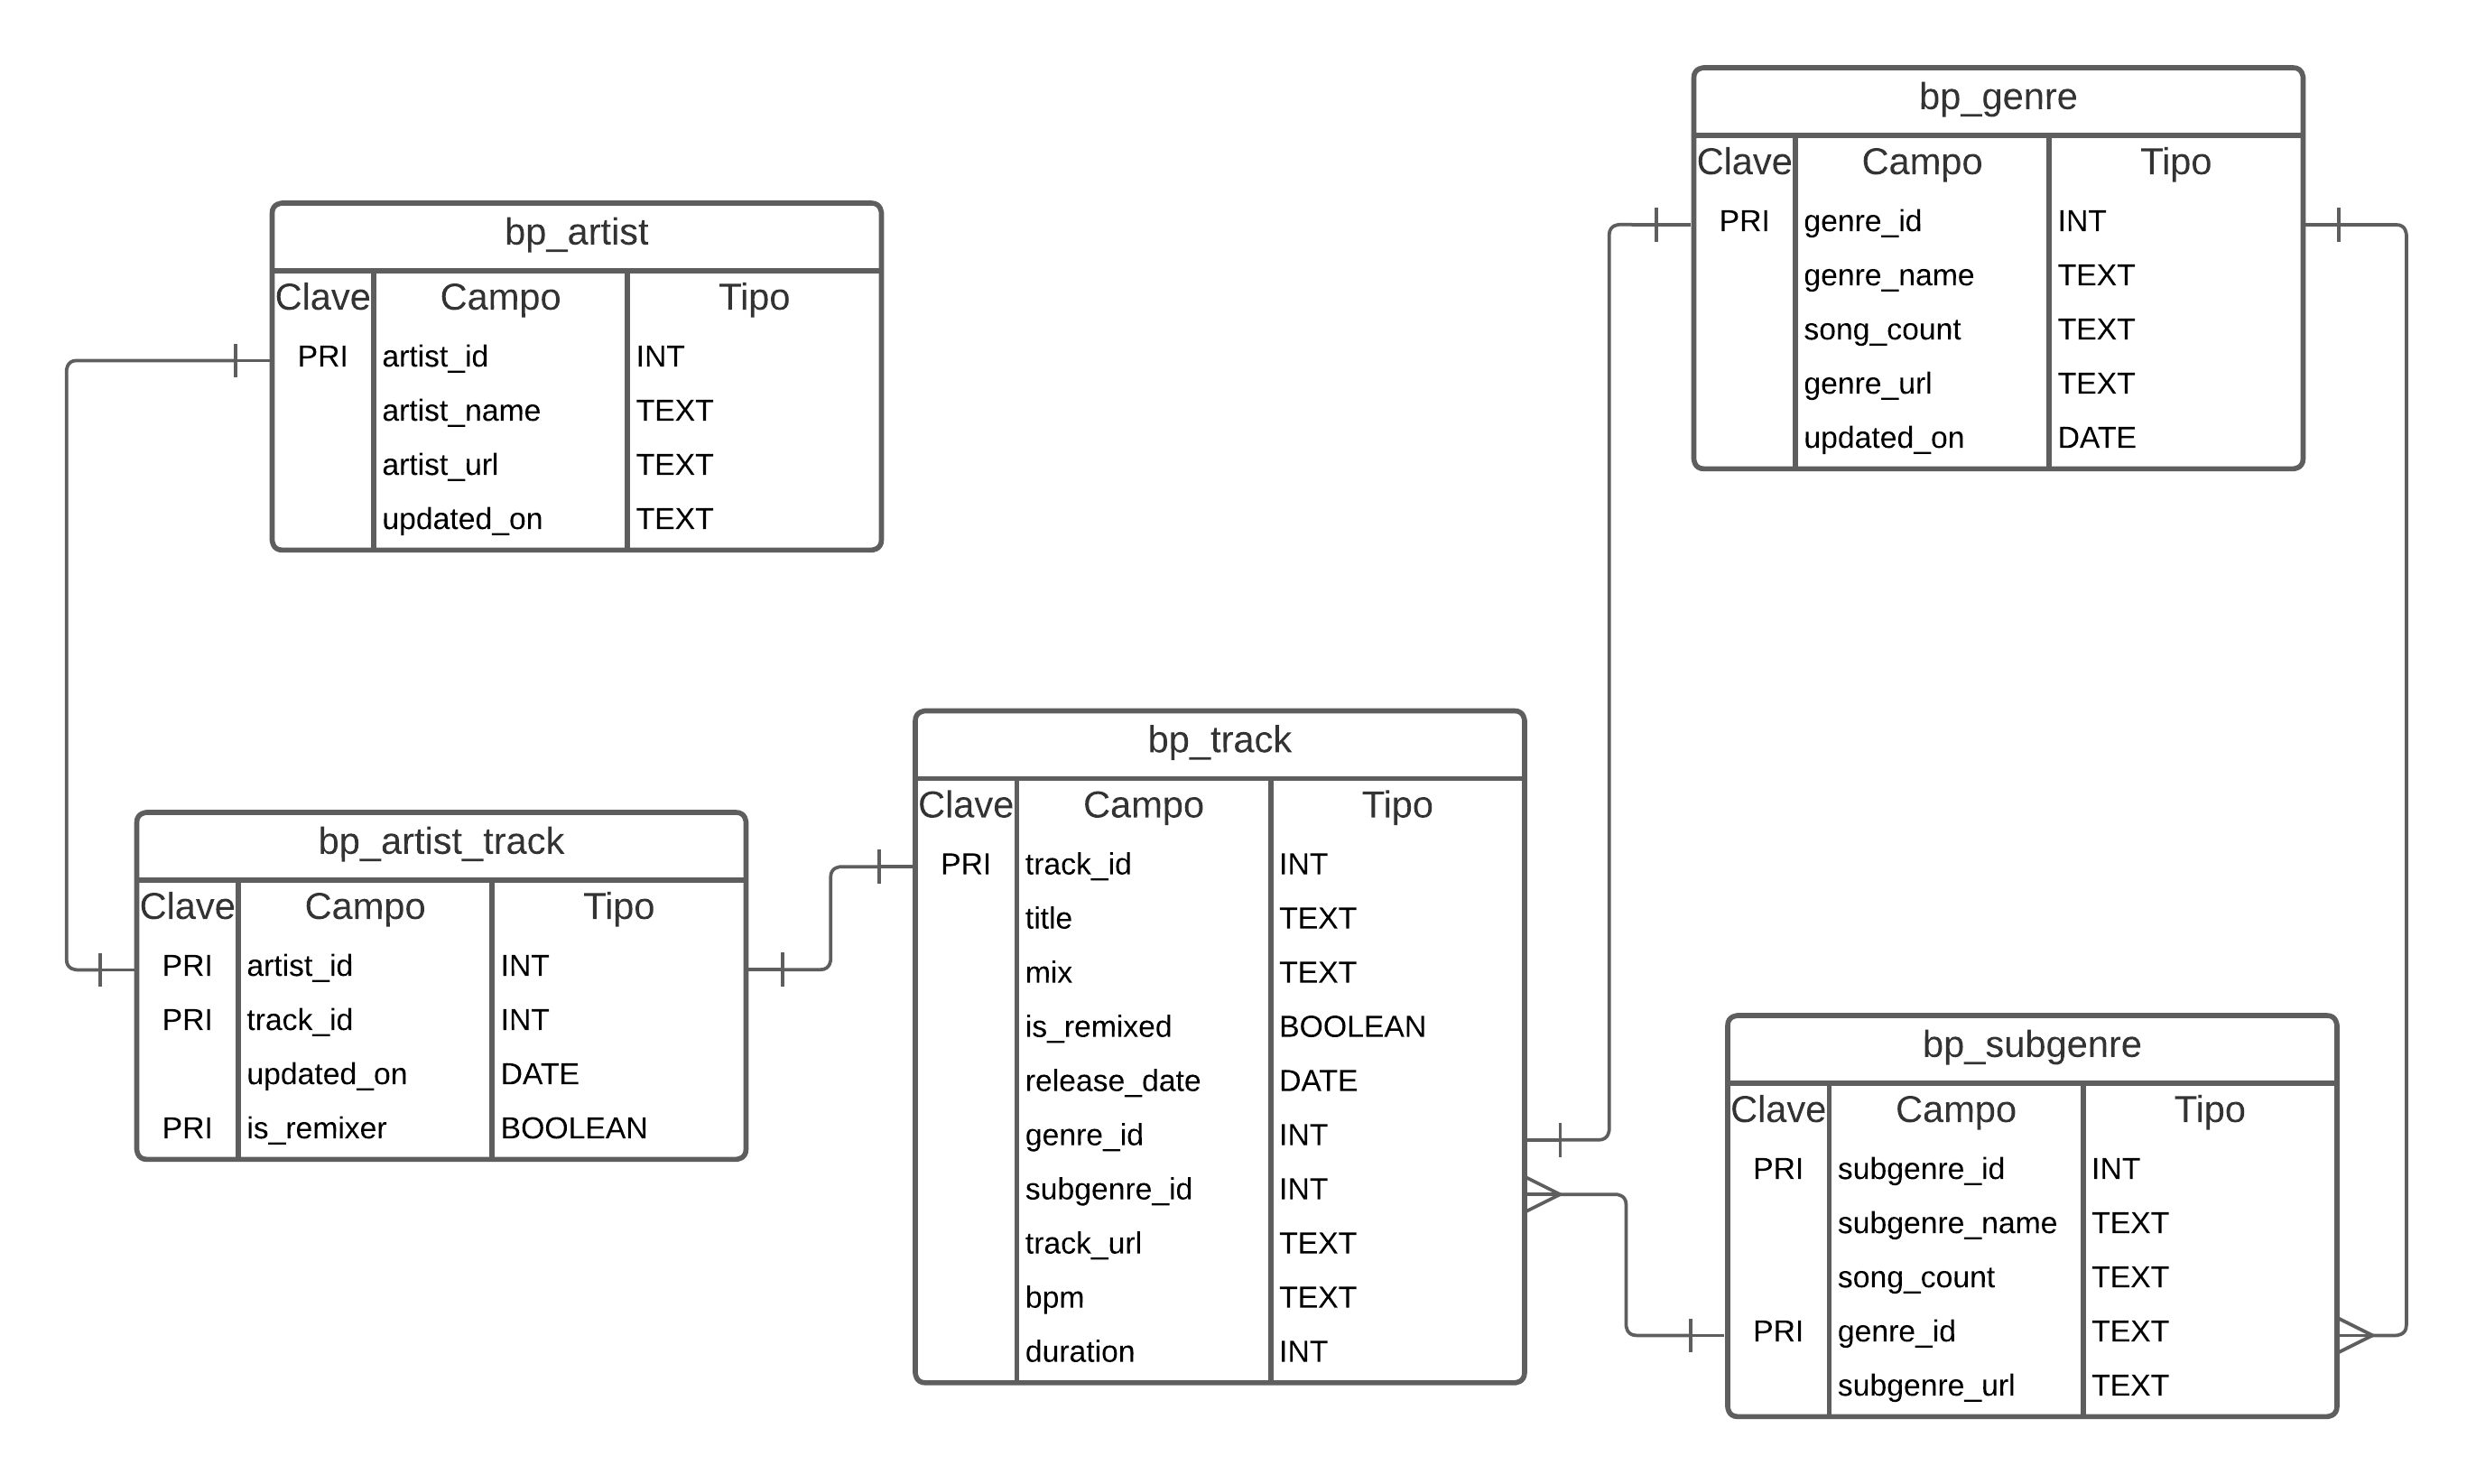 bp_artist
Clave Campo Tipo
PRI artist_id INT
artist_name TEXT
artist_url TEXT
updated_on TEXT
bp_genre
Clave Campo Tipo
PRI genre_id INT
genre_name TEXT
song_count TEXT
genre_url TEXT
updated_on DATE
bp_artist_track
Clave Campo Tipo
PRI artist_id INT
PRI track_id INT
updated_on DATE
PRI is_remixer BOOLEAN
bp_track
Clave Campo Tipo
PRI track_id INT
title TEXT
mix TEXT
is_remixed BOOLEAN
release_date DATE
genre_id INT
subgenre_id INT
track_url TEXT
bpm TEXT
duration INT
bp_subgenre
Clave Campo Tipo
PRI subgenre_id INT
subgenre_name TEXT
song_count TEXT
PRI genre_id TEXT
subgenre_url TEXT